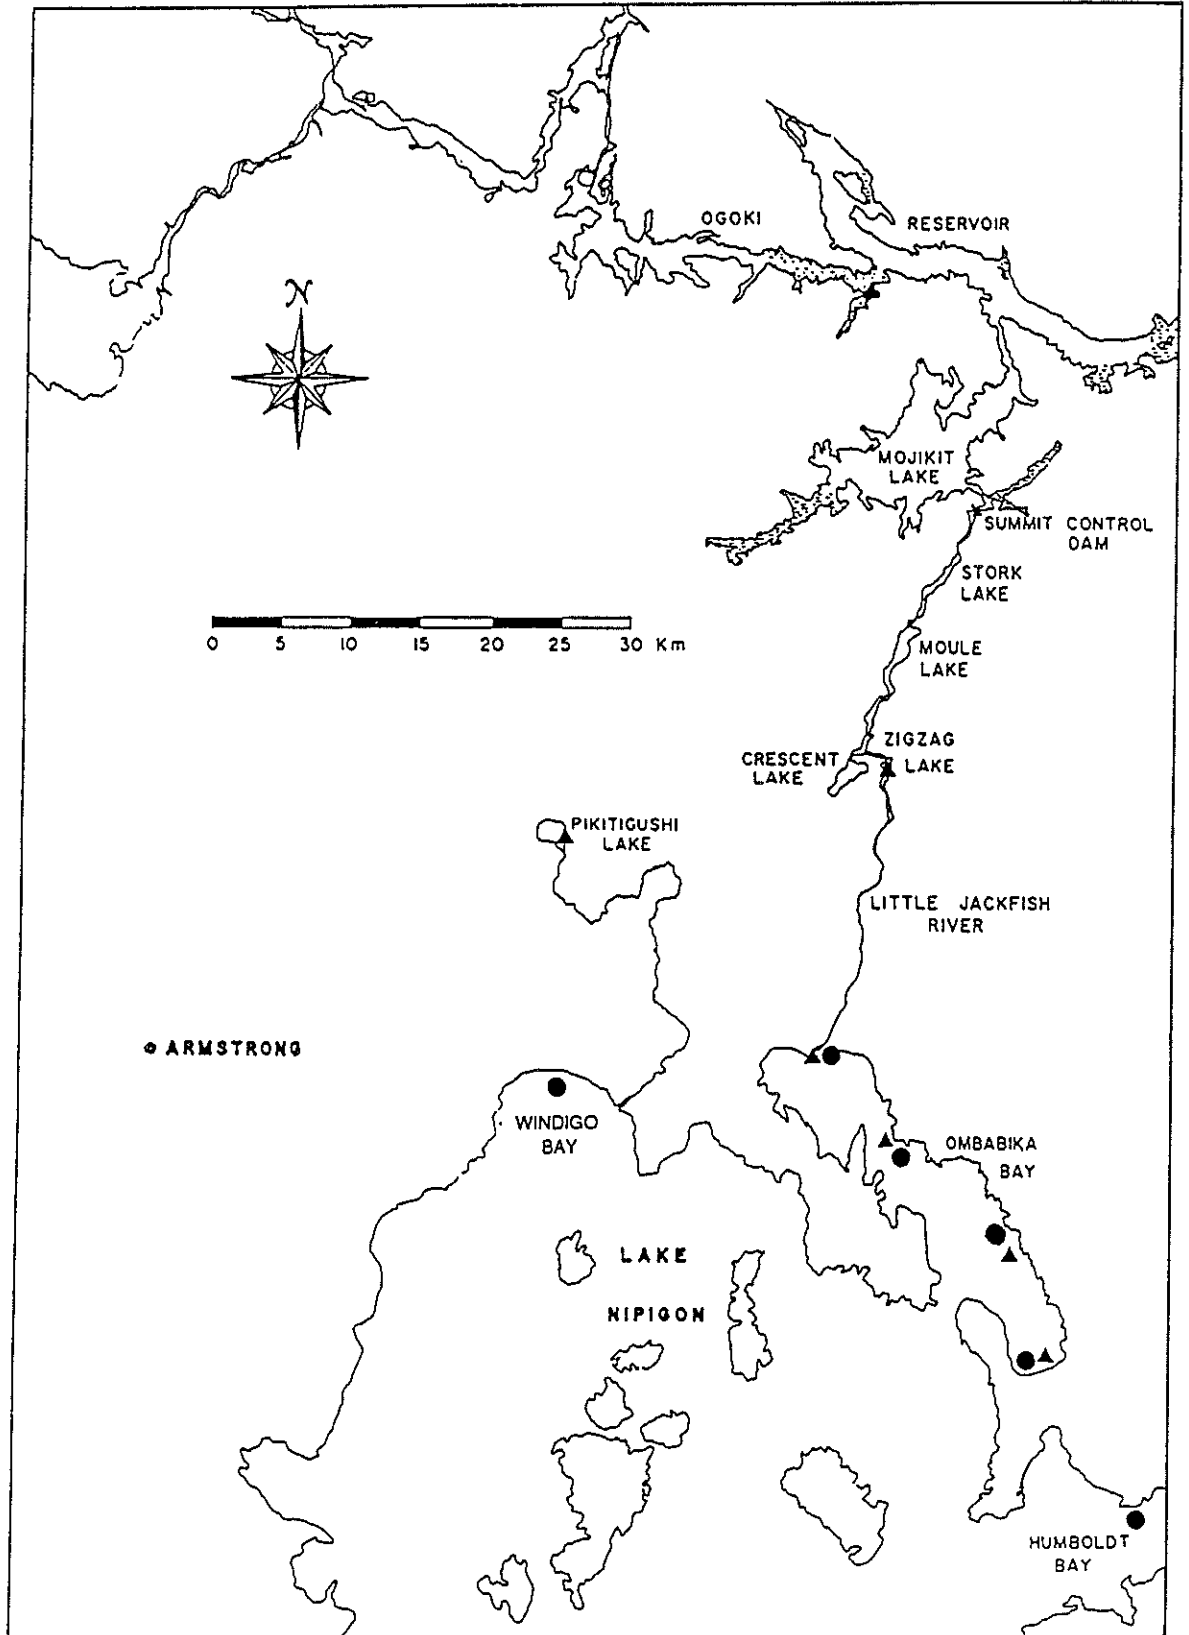 OGOKI
RESERVOIR
N
MOJIKIT
LAKE
SUMMIT CONTROL
DAM
STORK
LAKE
0 5 10 15 20 25 30 Km
MOULE
LAKE
ZIGZAG
LAKE
CRESCENT
LAKE
PIKITIGUSHI
LAKE
LITTLE JACKFISH
RIVER
ARMSTRONG
WINDIGO
BAY
OMBABIKA
BAY
LAKE
NIPIGON
HUMBOLDT
BAY